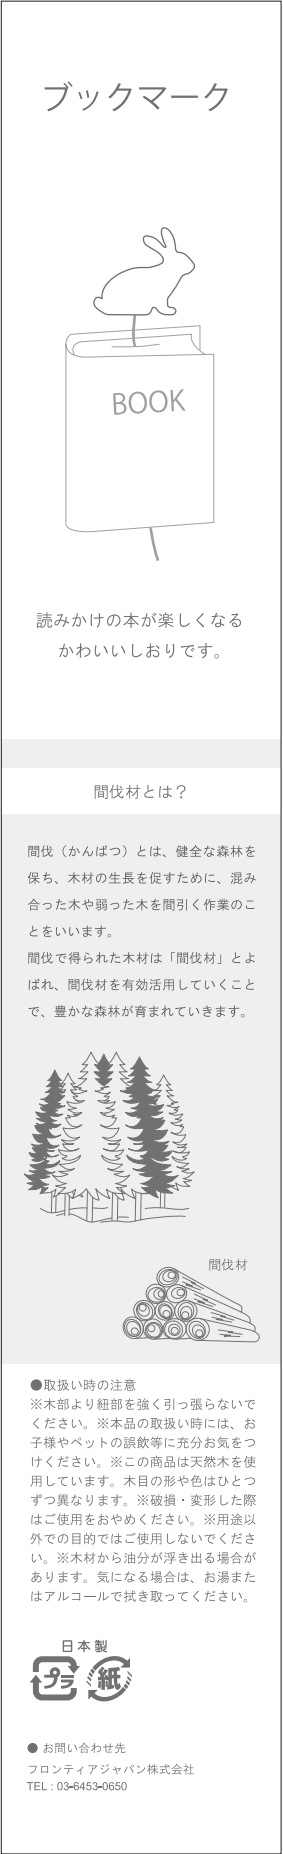 ブックマーク
BOOK
読みかけの本が楽しくなる
かわいいしおりです。
間伐材とは？
間伐（かんばつ）とは、健全な森林を
保ち、木材の生長を促すために、混み
合った木や弱った木を間引く作業のこ
とをいいます。
間伐で得られた木材は「間伐材」とよ
ばれ、間伐材を有効活用していくこと
で、豊かな森林が育まれていきます。
間伐材
●取扱い時の注意
※木部より紐部を強く引っ張らないで
ください。※本品の取扱い時には、お
子様やペットの誤飲等に充分お気をつ
けください。※この商品は天然木を使
用しています。木目の形や色はひとつ
ずつ異なります。※破損・変形した際
はご使用をおやめください。※用途以
外での目的ではご使用しないでくださ
い。※木材から油分が浮き出る場合が
あります。気になる場合は、お湯また
はアルコールで拭き取ってください。
日本製
プラ 紙
● お問い合わせ先
フロンティアジャパン株式会社
TEL : 03-6453-0650